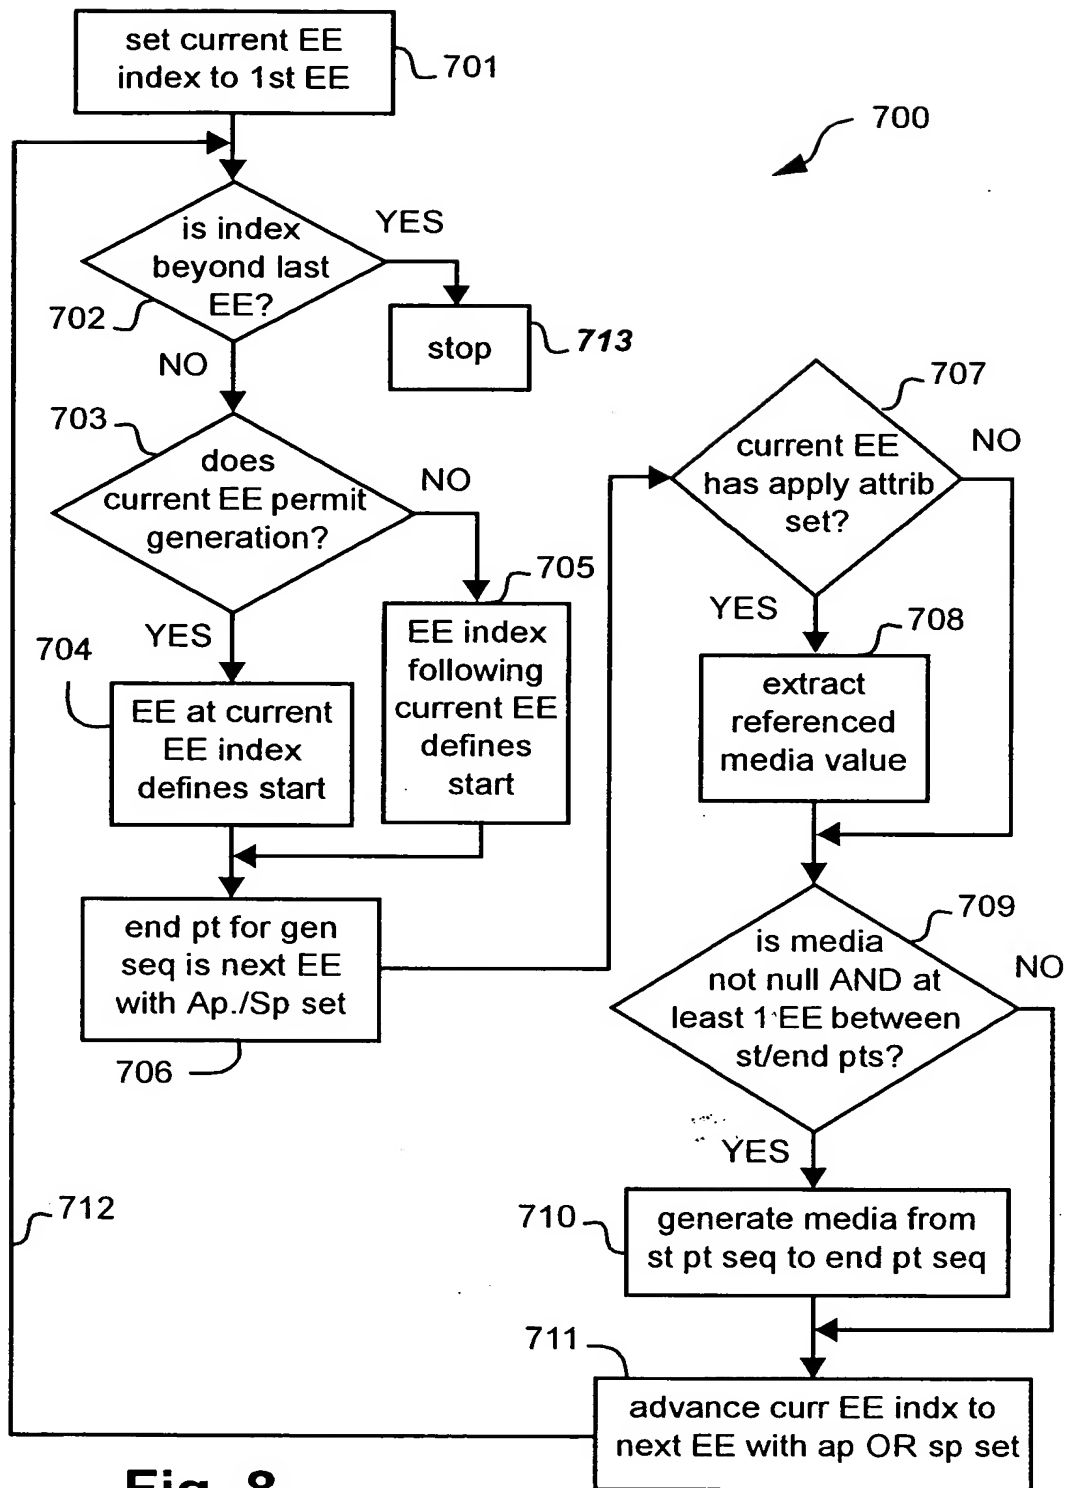 set current EE
index to 1st EE
701
700
is index
beyond last
EE?
YES
702
NO
stop
713
703
does
current EE permit
generation?
NO
YES
704
EE at current
EE index
defines start
705
EE index
following
current EE
defines
start
end pt for gen
seq is next EE
with Ap./Sp set
706
707
current EE
has apply attrib
set?
NO
YES
708
extract
referenced
media value
709
is media
not null AND at
least 1 EE between
st/end pts?
NO
YES
710
generate media from
st pt seq to end pt seq
711
advance curr EE indx to
next EE with ap OR sp set
712
Fig. 8